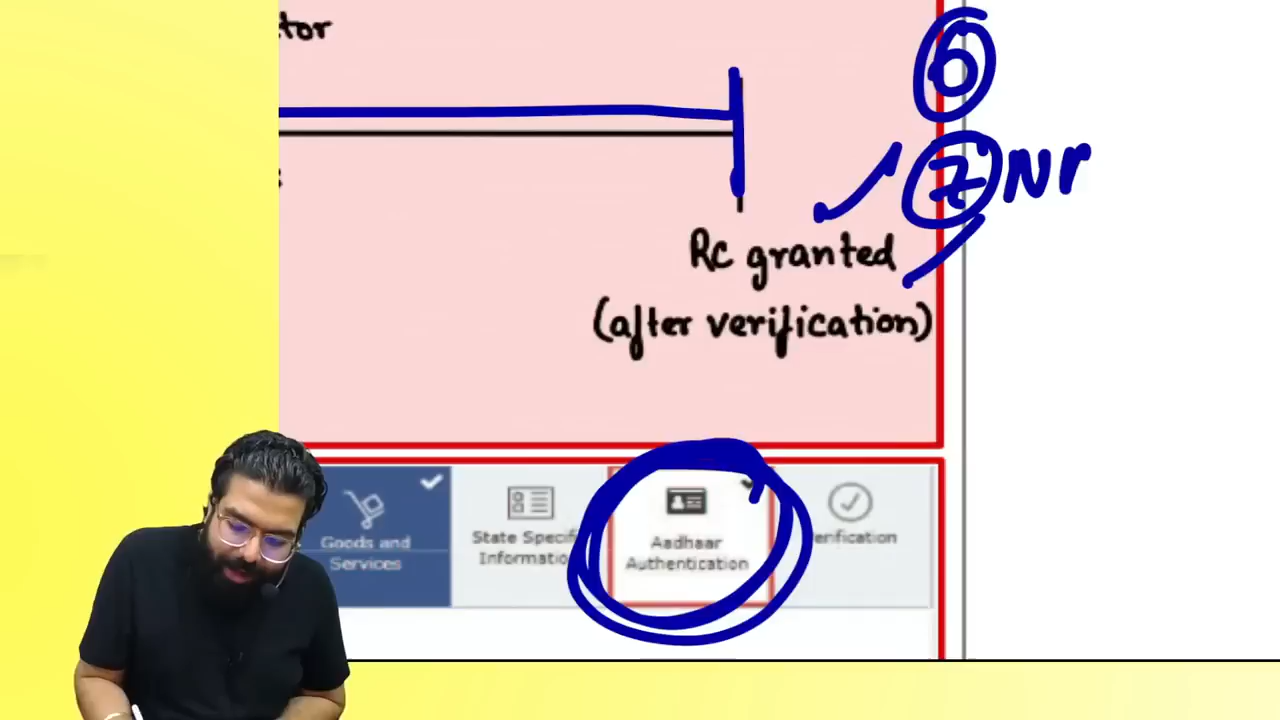 tor
6
7 Nr
RC granted
(after verification)
Goods and
Services
State Specifi
Informatio
Aadhaar
Authentication
erification